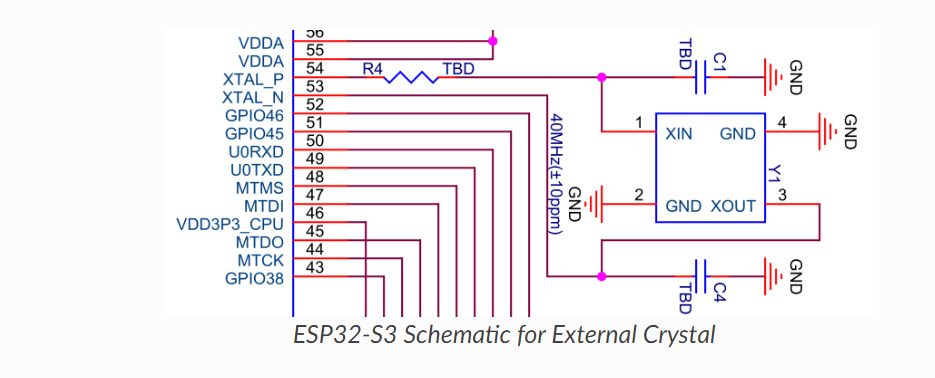 56
VDDA
55
VDDA
54
XTAL_P
R4
TBD
53
XTAL_N
52
GPIO46
51
GPIO45
50
U0RXD
49
U0TXD
48
MTMS
47
MTDI
46
VDD3P3_CPU
45
MTDO
44
MTCK
43
GPIO38
40MHz(±10ppm)
TBD
C1
GND
1
XIN
GND
4
GND
Y1
GND
2
GND
XOUT
3
TBD
C4
GND
ESP32-S3 Schematic for External Crystal